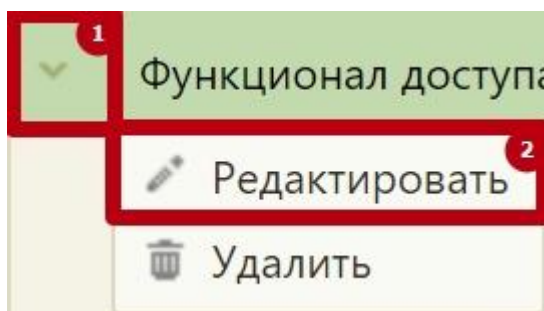 1
Функционал доступа
2
Редактировать
Удалить